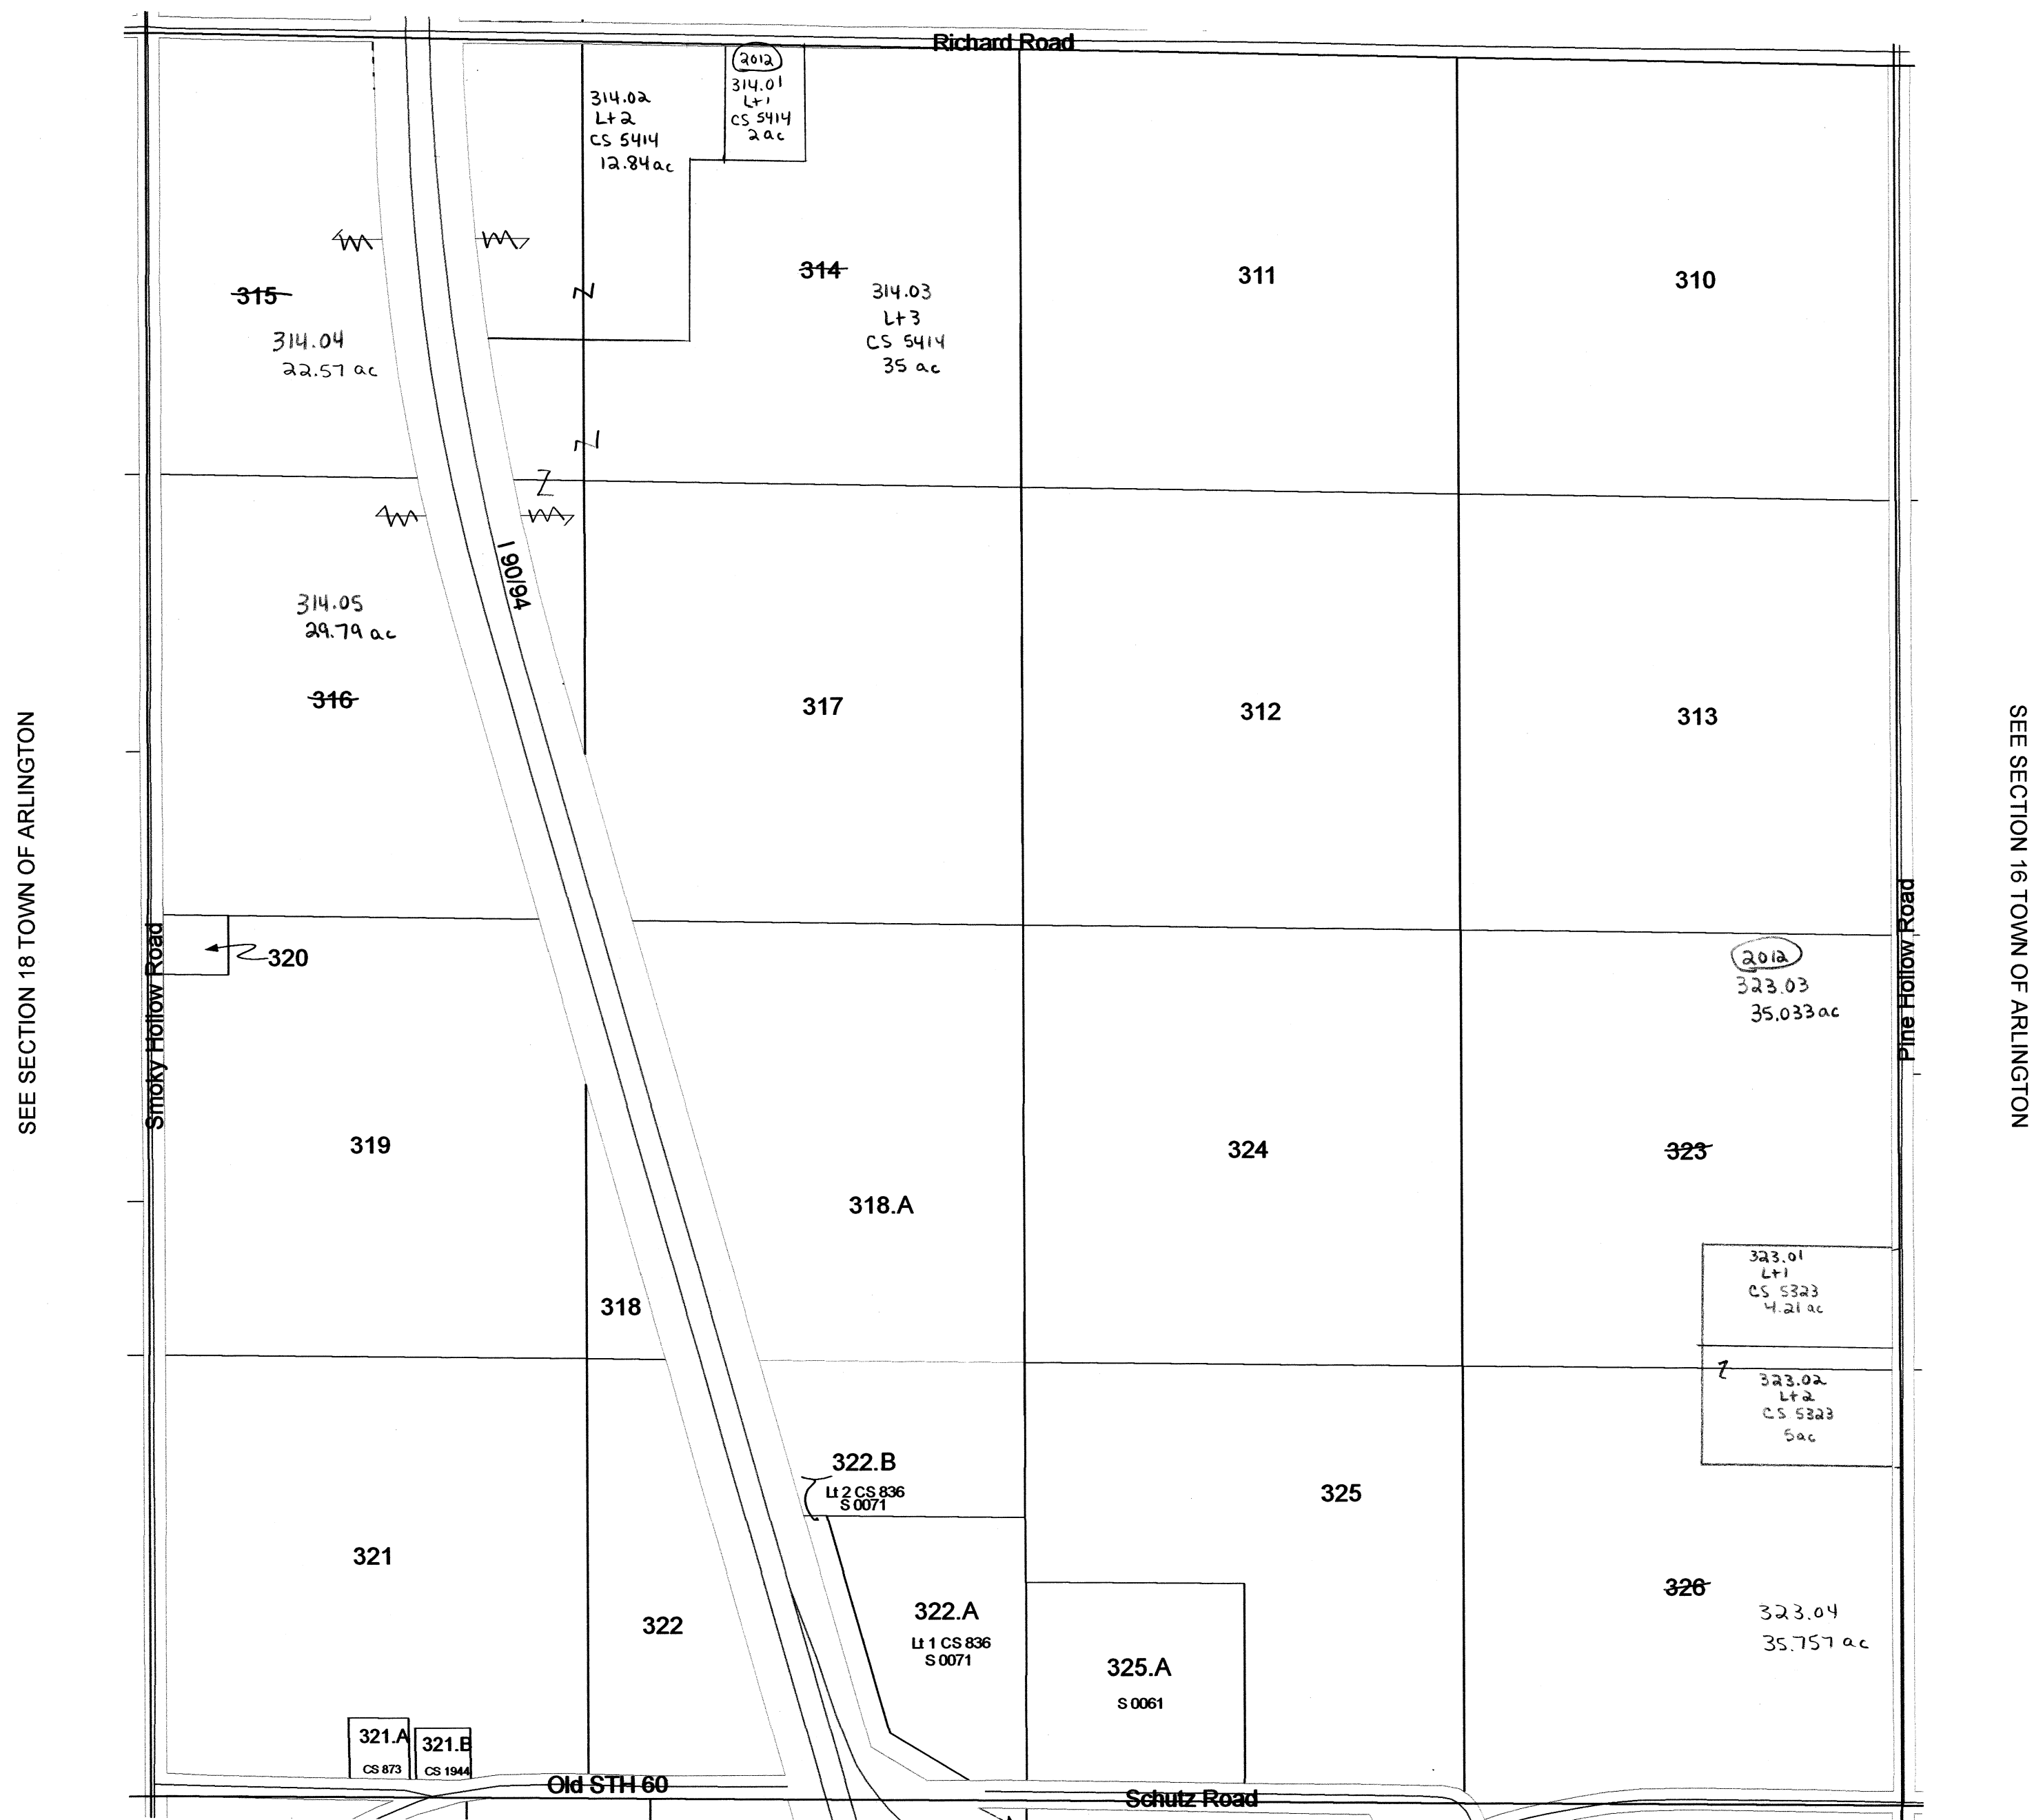 Richard Road
2012
314.01
Lt 1
CS 5414
2 ac
314.02
Lt 2
CS 5414
12.84 ac
315
314.04
22.57 ac
314
314.03
Lt 3
CS 5414
35 ac
311
310
I 90/94
314.05
29.79 ac
316
317
312
313
SEE SECTION 18 TOWN OF ARLINGTON
SEE SECTION 16 TOWN OF ARLINGTON
Smoky Hollow Road
Pine Hollow Road
320
2012
323.03
35.033 ac
319
318.A
324
323
318
323.01
Lt 1
CS 5323
4.21 ac
323.02
Lt 2
CS 5323
5 ac
322.B
Lt 2 CS 836
S 0071
325
321
322
322.A
Lt 1 CS 836
S 0071
325.A
S 0061
326
323.04
35.757 ac
321.A
CS 873
321.B
CS 1944
Old STH 60
Schutz Road